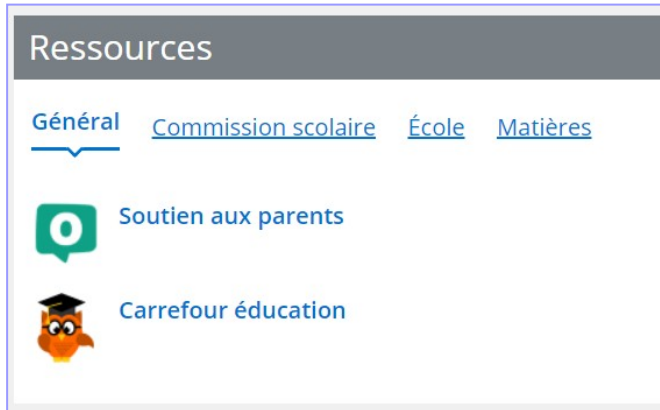 Ressources
Général Commission scolaire École Matières
O Soutien aux parents
Carrefour éducation